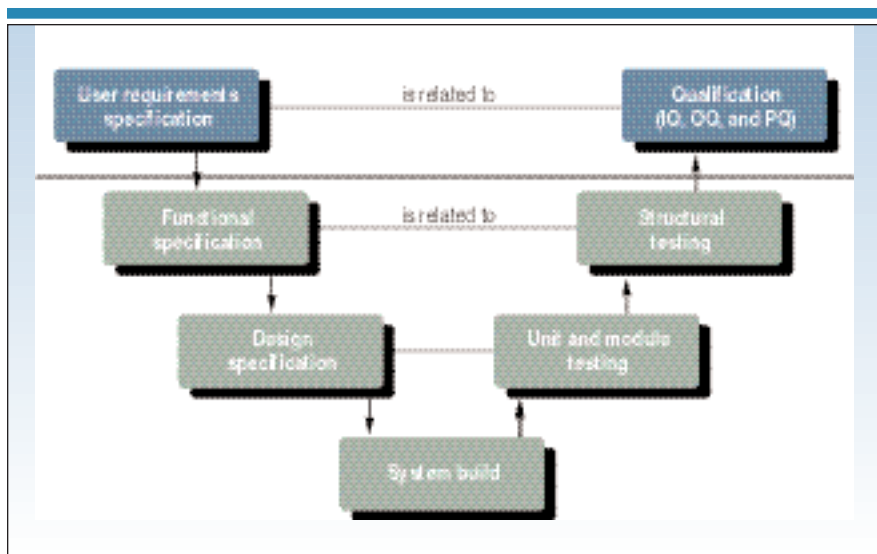 User requirements
specification
is related to
Qualification
(IQ, OQ, and PQ)
Functional
specification
is related to
Structural
testing
Design
specification
Unit and module
testing
System build